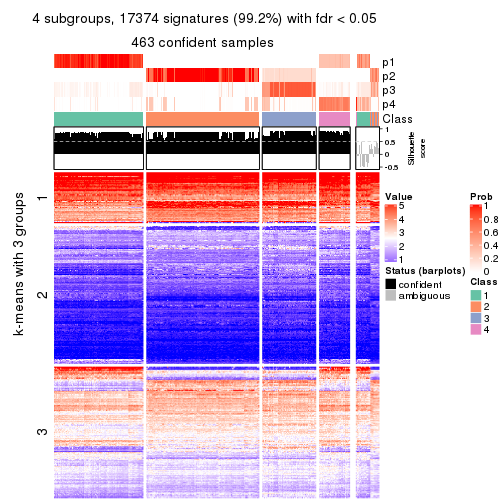 4 subgroups, 17374 signatures (99.2%) with fdr < 0.05
463 confident samples
p1
p2
p3
p4
Class
1
0.5
0
-0.5
Silhouette
score
k-means with 3 groups
1
2
3
Value
5
4
3
2
1
Status (barplots)
confident
ambiguous
Prob
1
0.8
0.6
0.4
0.2
0
Class
1
2
3
4